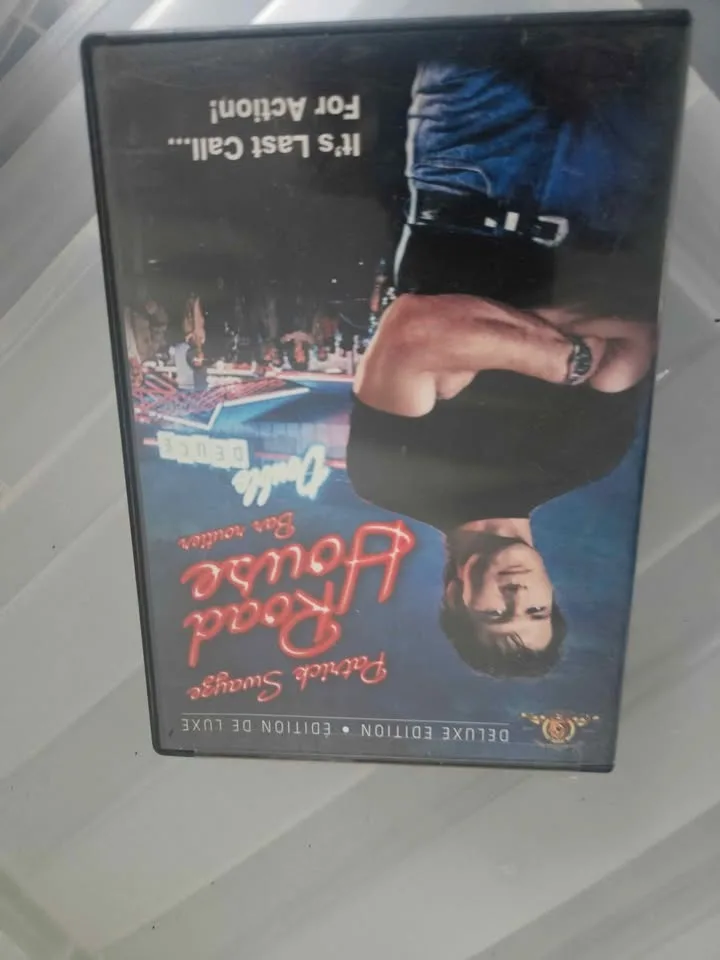 DELUXE EDITION • ÉDITION DE LUXE
Patrick Swayze
Road
House
Bar routier
Double
DEUCE
It's Last Call...
For Action!